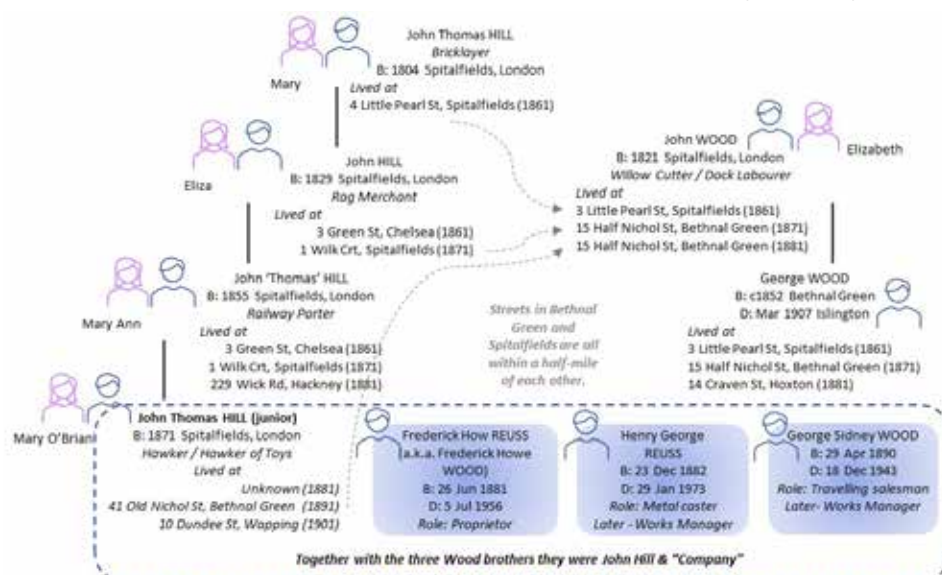 John Thomas HILL
Bricklayer
B: 1804 Spitalfields, London
Mary
Lived at
4 Little Pearl St, Spitalfields (1861)
John HILL
B: 1829 Spitalfields, London
Eliza
Rag Merchant
Lived at
3 Green St, Chelsea (1861)
1 Wilk Crt, Spitalfields (1871)
John 'Thomas' HILL
B: 1855 Spitalfields, London
Railway Porter
Mary Ann
Lived at
3 Green St, Chelsea (1861)
1 Wilk Crt, Spitalfields (1871)
229 Wick Rd, Hackney (1881)
John WOOD
B: 1821 Spitalfields, London
Willow Cutter / Dock Labourer
Elizabeth
Lived at
3 Little Pearl St, Spitalfields (1861)
15 Half Nichol St, Bethnal Green (1871)
15 Half Nichol St, Bethnal Green (1881)
George WOOD
B: c1852 Bethnal Green
D: Mar 1907 Islington
Lived at
3 Little Pearl St, Spitalfields (1861)
15 Half Nichol St, Bethnal Green (1871)
14 Craven St, Hoxton (1881)
Streets in Bethnal
Green and
Spitalfields are all
within a half-mile
of each other.
Mary O'Brian
John Thomas HILL (junior)
B: 1871 Spitalfields, London
Hawker / Hawker of Toys
Lived at
Unknown (1881)
41 Old Nichol St, Bethnal Green (1891)
10 Dundee St, Wapping (1901)
Frederick How REUSS
(a.k.a. Frederick Howe
WOOD)
B: 26 Jun 1881
D: 5 Jul 1956
Role: Proprietor
Henry George
REUSS
B: 23 Dec 1882
D: 29 Jan 1973
Role: Metal caster
Later - Works Manager
George Sidney WOOD
B: 29 Apr 1890
D: 18 Dec 1943
Role: Travelling salesman
Later- Works Manager
Together with the three Wood brothers they were John Hill & "Company"